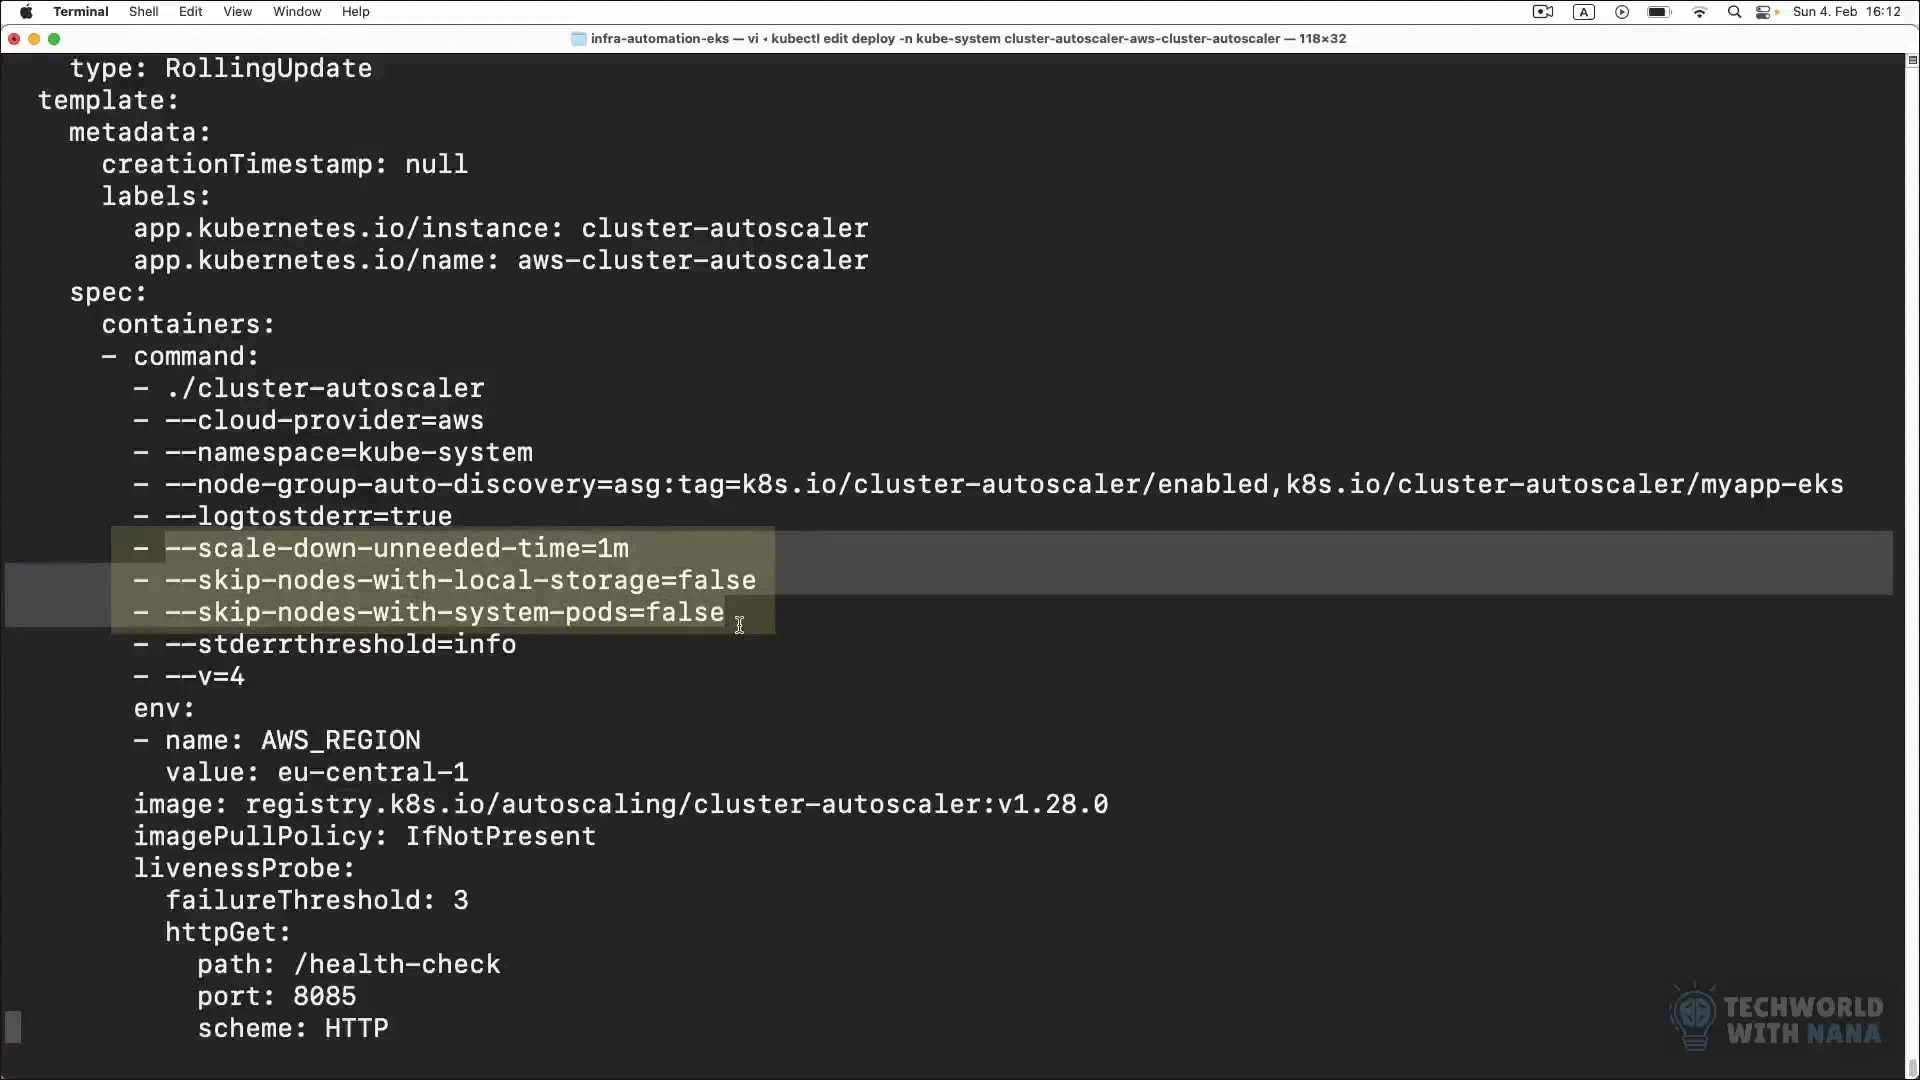 Terminal Shell Edit View Window Help A Sun 4. Feb 16:12
infra-automation-eks — vi • kubectl edit deploy -n kube-system cluster-autoscaler-aws-cluster-autoscaler — 118×32
type: RollingUpdate
template:
metadata:
creationTimestamp: null
labels:
app.kubernetes.io/instance: cluster-autoscaler
app.kubernetes.io/name: aws-cluster-autoscaler
spec:
containers:
- command:
- ./cluster-autoscaler
- --cloud-provider=aws
- --namespace=kube-system
- --node-group-auto-discovery=asg:tag=k8s.io/cluster-autoscaler/enabled,k8s.io/cluster-autoscaler/myapp-eks
- --logtostderr=true
- --scale-down-unneeded-time=1m
- --skip-nodes-with-local-storage=false
- --skip-nodes-with-system-pods=false
- --stderrthreshold=info
- --v=4
env:
- name: AWS_REGION
value: eu-central-1
image: registry.k8s.io/autoscaling/cluster-autoscaler:v1.28.0
imagePullPolicy: IfNotPresent
livenessProbe:
failureThreshold: 3
httpGet:
path: /health-check
port: 8085
scheme: HTTP
TECHWORLD
WITH NANA